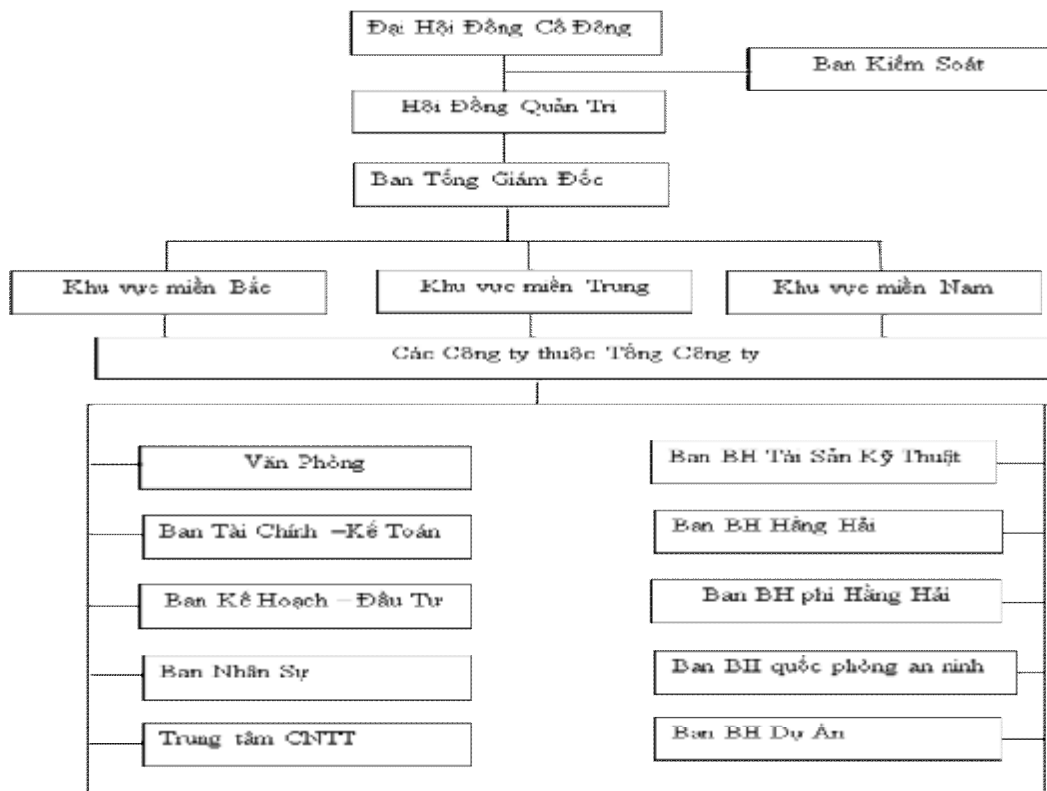 Đại Hội Đồng Cổ Đông
Ban Kiểm Soát
Hội Đồng Quản Trị
Ban Tổng Giám Đốc
Khu vực miền Bắc
Khu vực miền Trung
Khu vực miền Nam
Các Công ty thuộc Tổng Công ty
Văn Phòng
Ban BH Tài Sản Kỹ Thuật
Ban Tài Chính –Kế Toán
Ban BH Hàng Hải
Ban Kế Hoạch – Đầu Tư
Ban BH phi Hàng Hải
Ban Nhân Sự
Ban BH quốc phòng an ninh
Trung tâm CNTT
Ban BH Dự Án